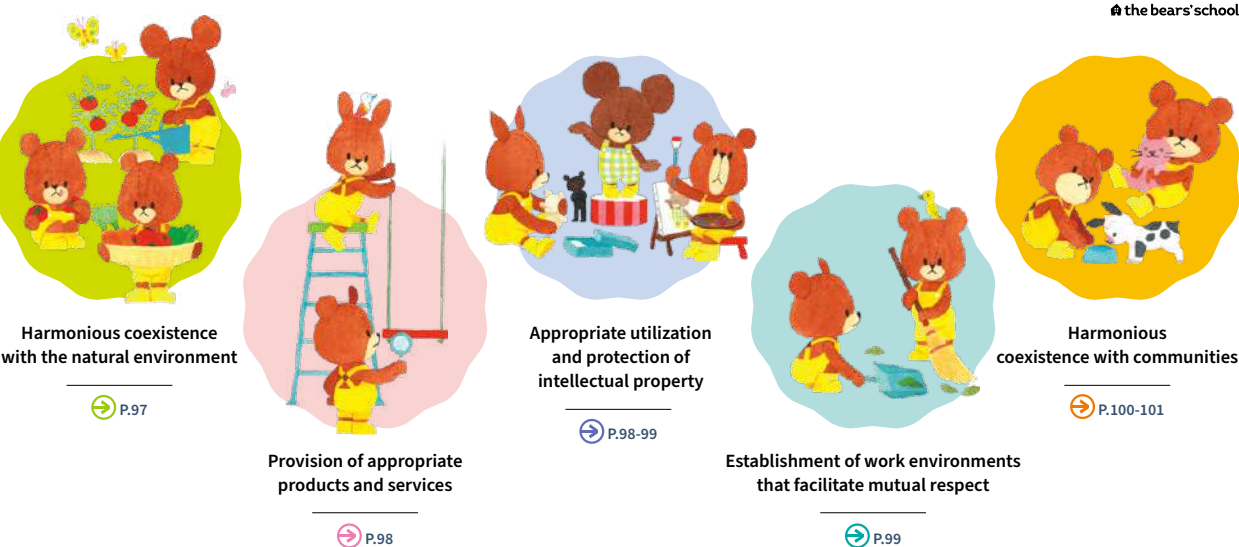 the bears' school
Harmonious coexistence
with the natural environment
P.97
Provision of appropriate
products and services
P.98
Appropriate utilization
and protection of
intellectual property
P.98-99
Establishment of work environments
that facilitate mutual respect
P.99
Harmonious
coexistence with communities
P.100-101